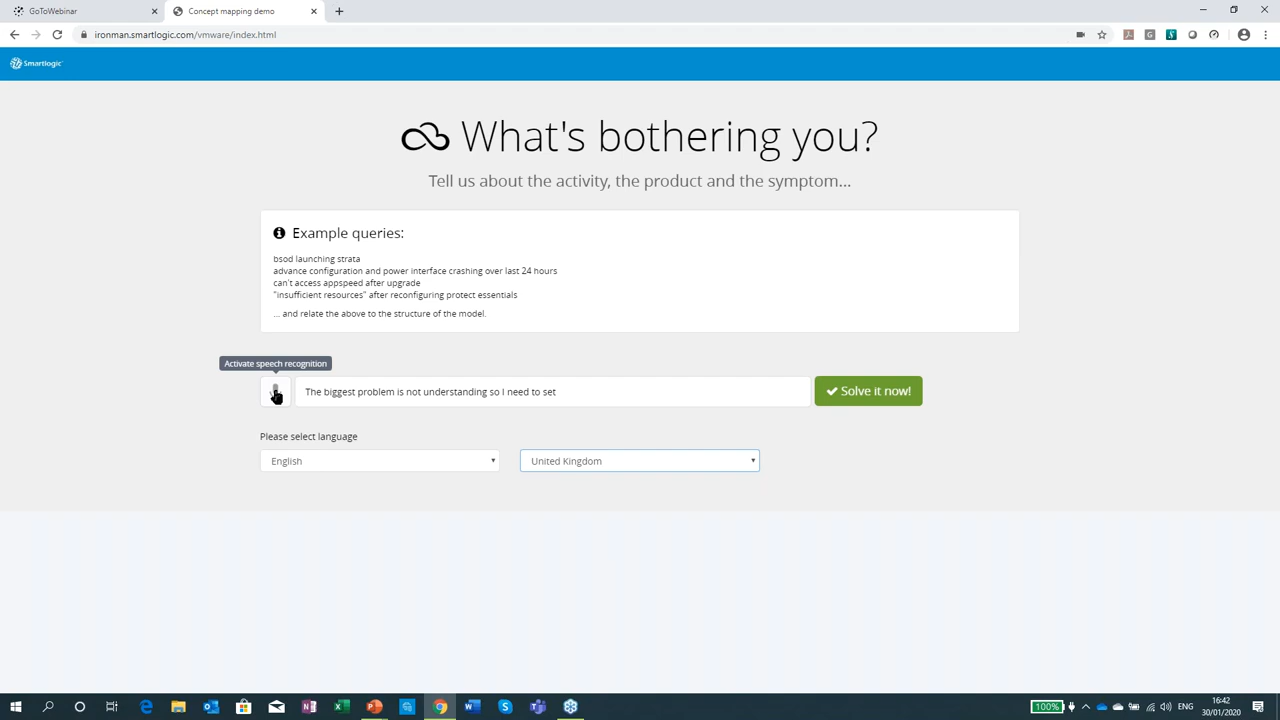 GoToWebinar
Concept mapping demo
ironman.smartlogic.com/vmware/index.html
Smartlogic
What's bothering you?
Tell us about the activity, the product and the symptom...
Example queries:
bsod launching strata
advance configuration and power interface crashing over last 24 hours
can't access appspeed after upgrade
"insufficient resources" after reconfiguring protect essentials
... and relate the above to the structure of the model.
Activate speech recognition
The biggest problem is not understanding so I need to set
Solve it now!
Please select language
English
United Kingdom
100%
ENG
16:42
30/01/2020